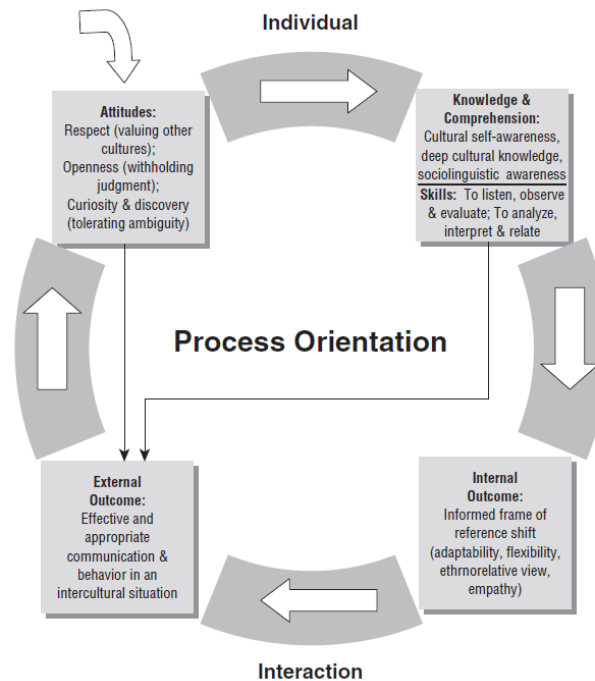 Individual
Attitudes:
Respect (valuing other
cultures);
Openness (withholding
judgment);
Curiosity & discovery
(tolerating ambiguity)
Knowledge &
Comprehension:
Cultural self-awareness,
deep cultural knowledge,
sociolinguistic awareness
Skills: To listen, observe
& evaluate; To analyze,
interpret & relate
Process Orientation
External
Outcome:
Effective and
appropriate
communication &
behavior in an
intercultural situation
Internal
Outcome:
Informed frame of
reference shift
(adaptability, flexibility,
ethrnorelative view,
empathy)
Interaction